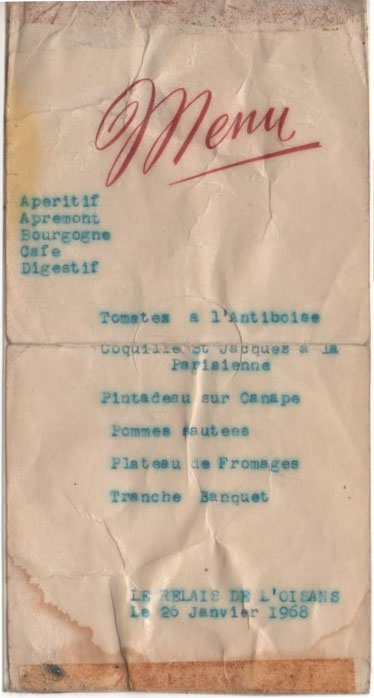 Menu
Aperitif
Apremont
Bourgogne
Cafe
Digestif
Tomates a l'Antiboise
Coquille St Jacques a la
Parisienne
Pintadeau sur Canape
Pommes sautees
Plateau de Fromages
Tranche Banquet
LE RELAIS DE L'OISANS
Le 26 Janvier 1968